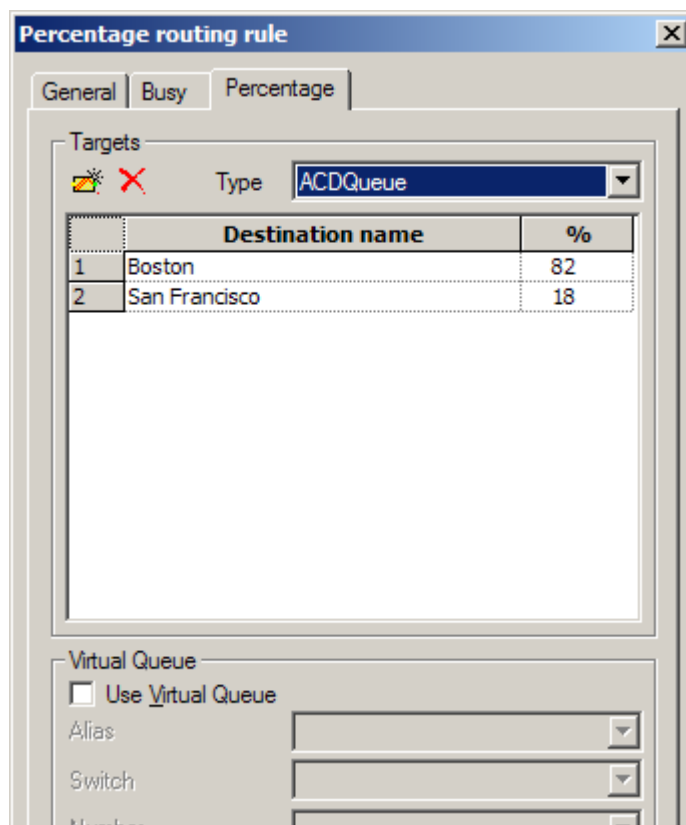 Percentage routing rule
General Busy Percentage
Targets
Type ACDQueue
Destination name %
1 Boston 82
2 San Francisco 18
Virtual Queue
Use Virtual Queue
Alias
Switch